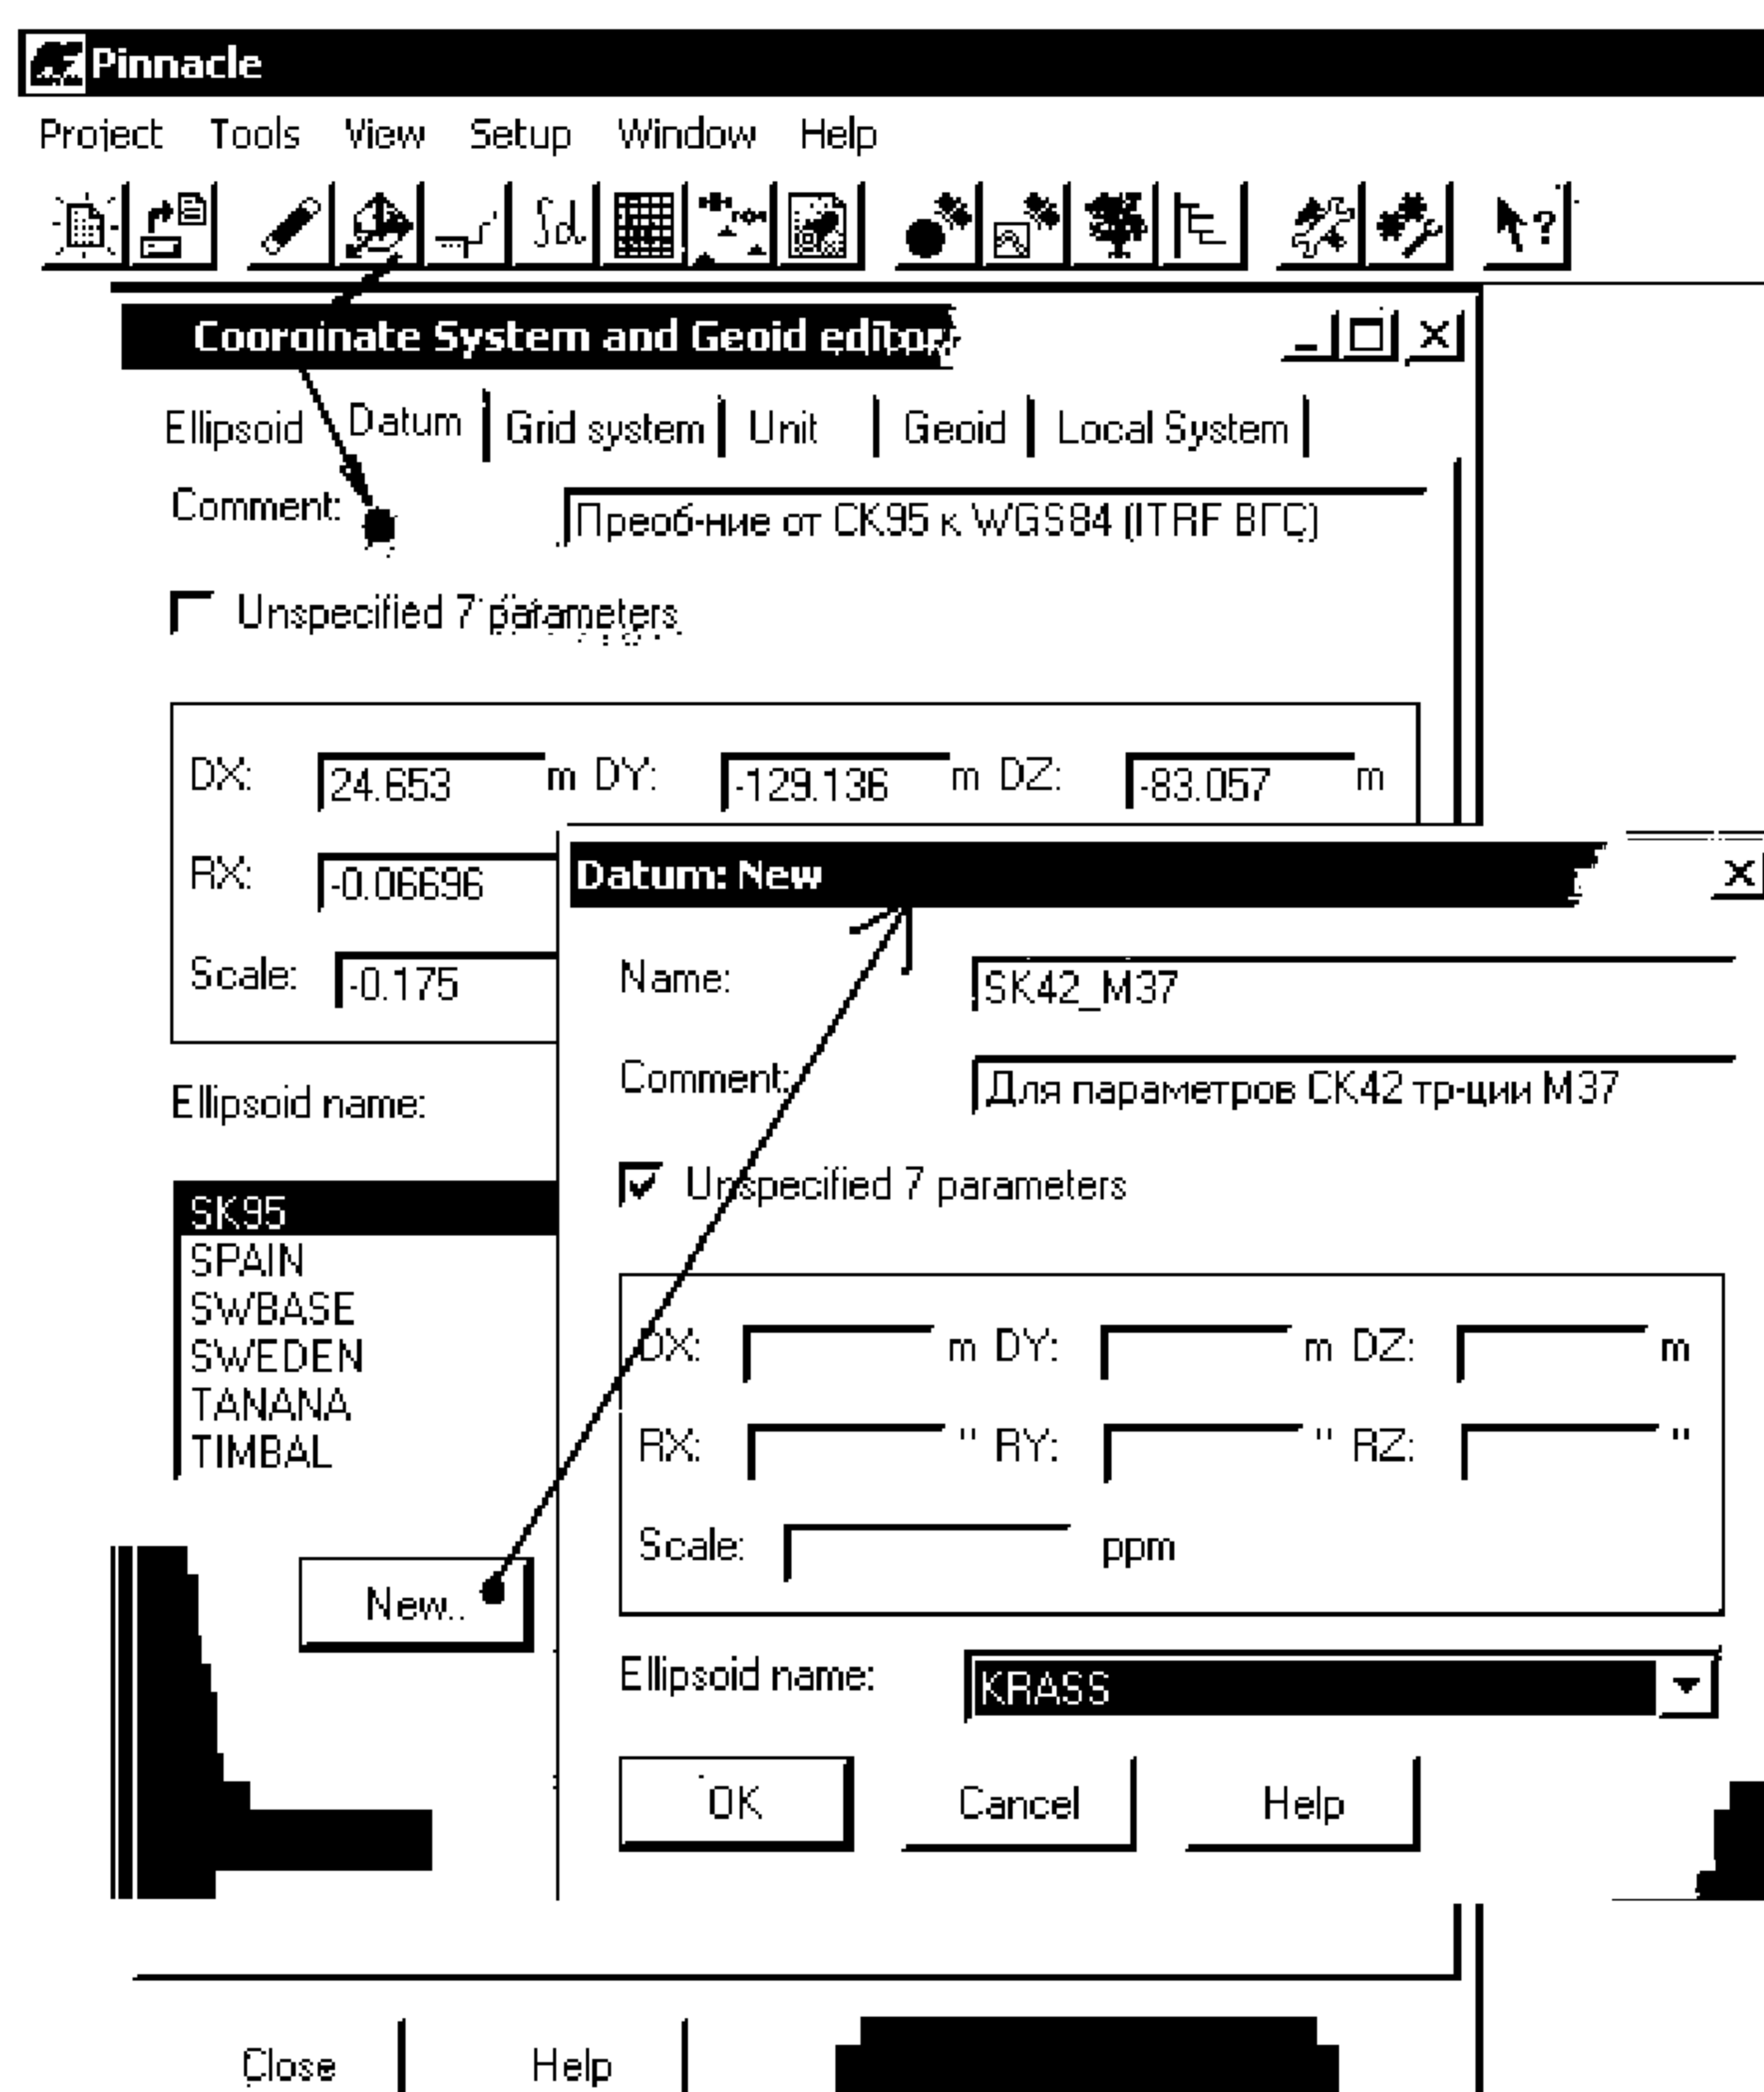 Pinnacle
Project Tools View Setup Window Help
Coordinate System and Geoid editor
Ellipsoid Datum Grid system Unit Geoid Local System
Comment: Преоб-ние от СК95 к WGS84 (ITRF ВГС)
Unspecified 7 parameters
DX: 24.653 m DY: -129.136 m DZ: -83.057 m
RX: -0.06696
Scale: -0.175
Ellipsoid name:
SK95
SPAIN
SWBASE
SWEDEN
TANANA
TIMBAL
New..
Datum: New
Name: SK42_M37
Comment: Для параметров СК42 тр-ции М37
Unspecified 7 parameters
DX: m DY: m DZ: m
RX: " RY: " RZ: "
Scale: ppm
Ellipsoid name: KRASS
OK Cancel Help
Close Help